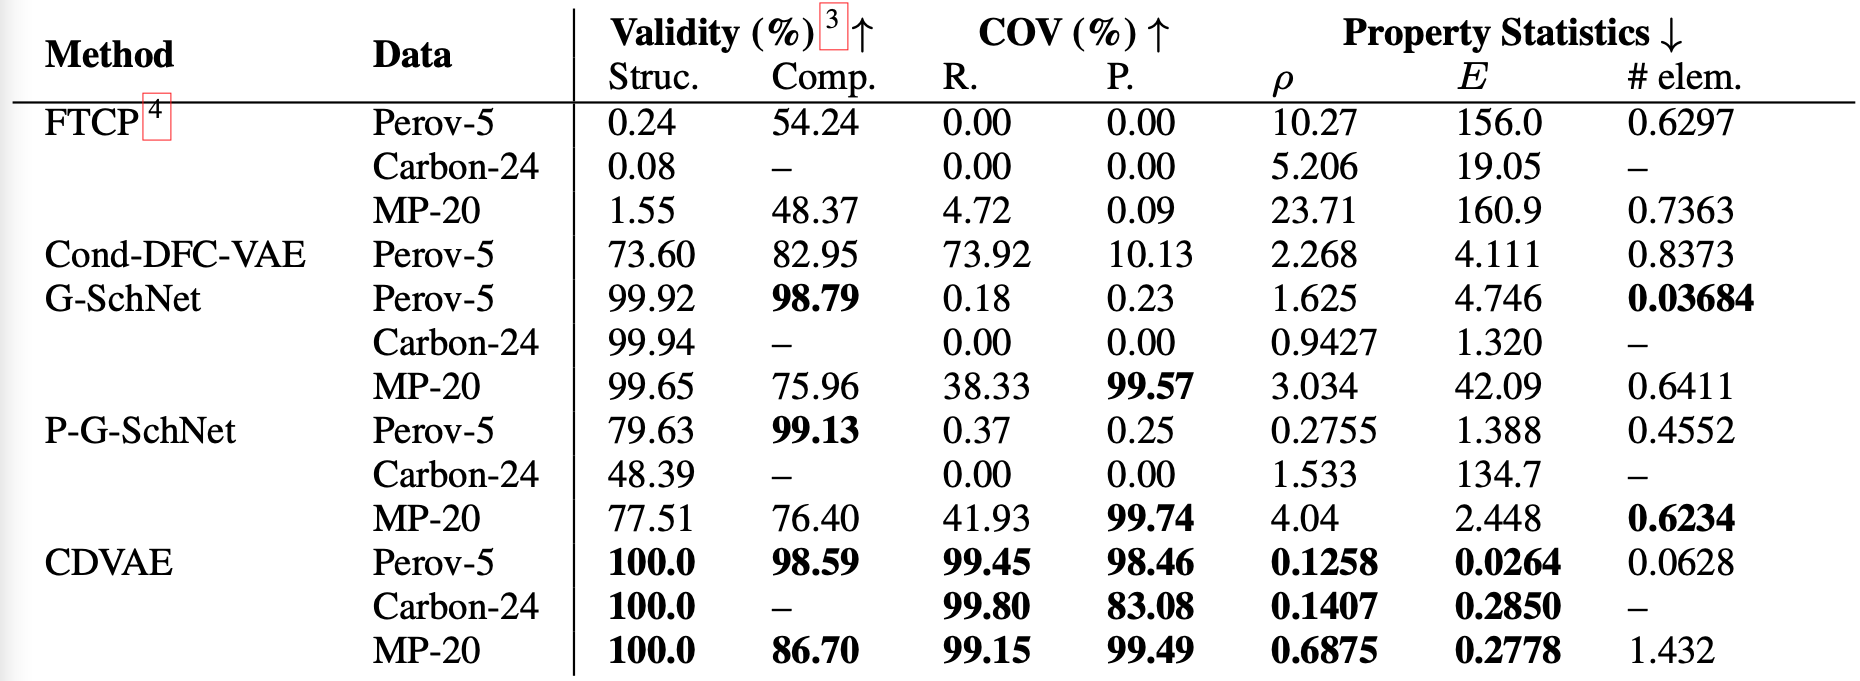 Method Data Validity (%) 3 ↑ COV (%) ↑ Property Statistics ↓
Struc. Comp. R. P. ρ E # elem.
FTCP 4 Perov-5 0.24 54.24 0.00 0.00 10.27 156.0 0.6297
Carbon-24 0.08 – 0.00 0.00 5.206 19.05 –
MP-20 1.55 48.37 4.72 0.09 23.71 160.9 0.7363
Cond-DFC-VAE Perov-5 73.60 82.95 73.92 10.13 2.268 4.111 0.8373
G-SchNet Perov-5 99.92 98.79 0.18 0.23 1.625 4.746 0.03684
Carbon-24 99.94 – 0.00 0.00 0.9427 1.320 –
MP-20 99.65 75.96 38.33 99.57 3.034 42.09 0.6411
P-G-SchNet Perov-5 79.63 99.13 0.37 0.25 0.2755 1.388 0.4552
Carbon-24 48.39 – 0.00 0.00 1.533 134.7 –
MP-20 77.51 76.40 41.93 99.74 4.04 2.448 0.6234
CDVAE Perov-5 100.0 98.59 99.45 98.46 0.1258 0.0264 0.0628
Carbon-24 100.0 – 99.80 83.08 0.1407 0.2850 –
MP-20 100.0 86.70 99.15 99.49 0.6875 0.2778 1.432